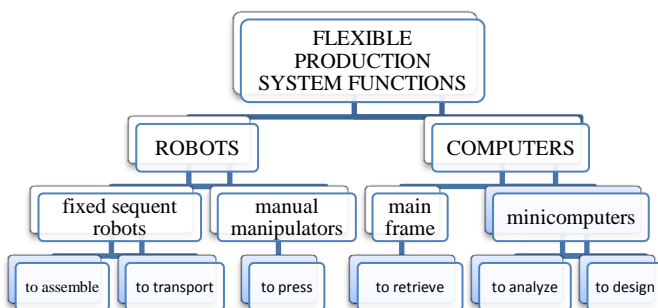 FLEXIBLE
PRODUCTION
SYSTEM FUNCTIONS
ROBOTS
COMPUTERS
fixed sequent
robots
manual
manipulators
main
frame
minicomputers
to assemble
to transport
to press
to retrieve
to analyze
to design